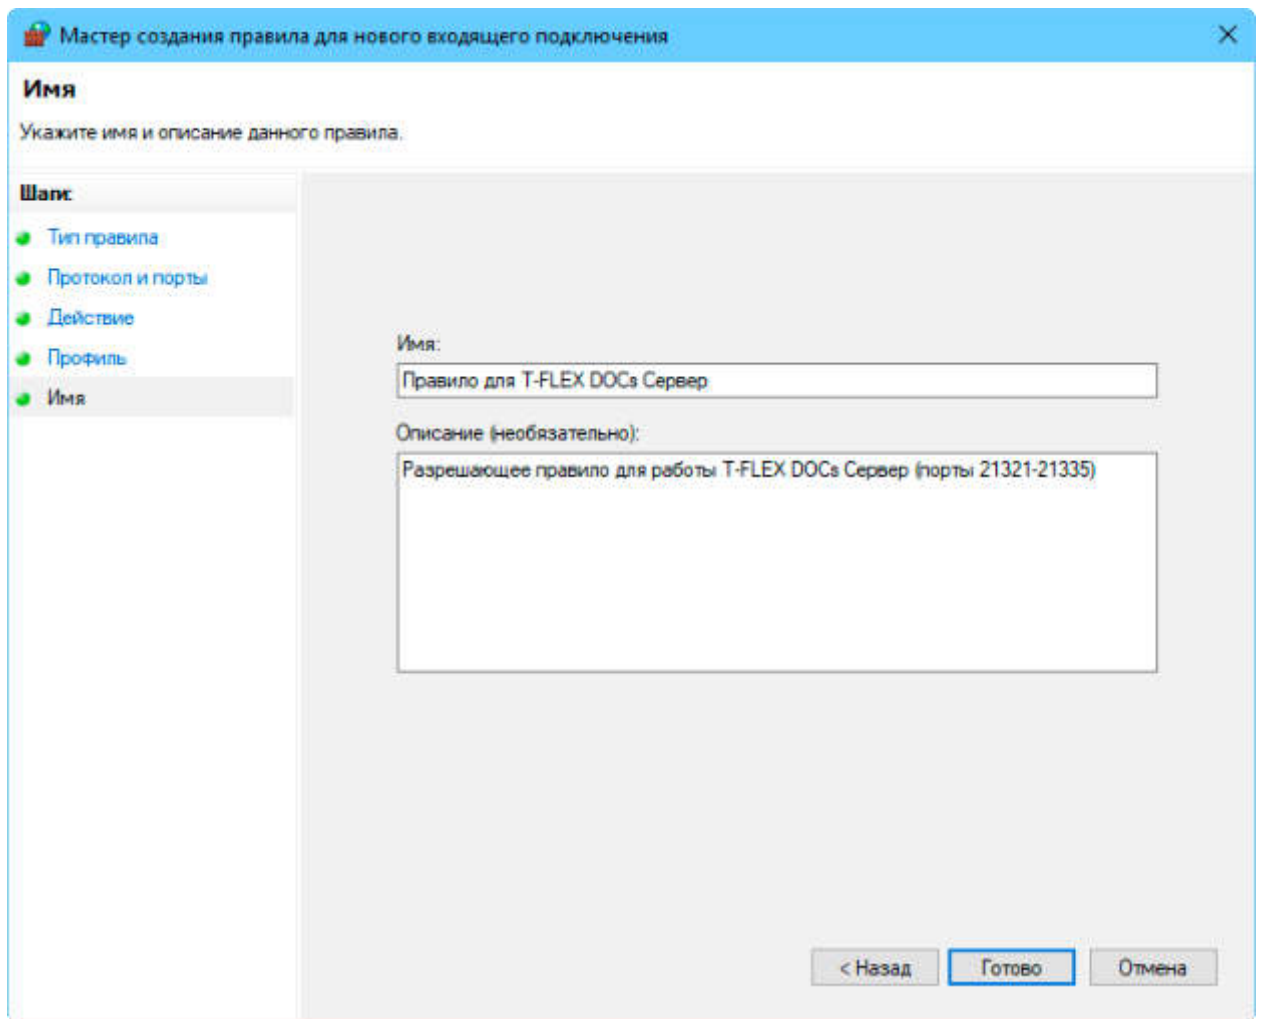 Мастер создания правила для нового входящего подключения
Имя
Укажите имя и описание данного правила.
Шаги:
Тип правила
Протокол и порты
Действие
Профиль
Имя
Имя:
Правило для T-FLEX DOCs Сервер
Описание (необязательно):
Разрешающее правило для работы T-FLEX DOCs Сервер (порты 21321-21335)
< Назад
Готово
Отмена